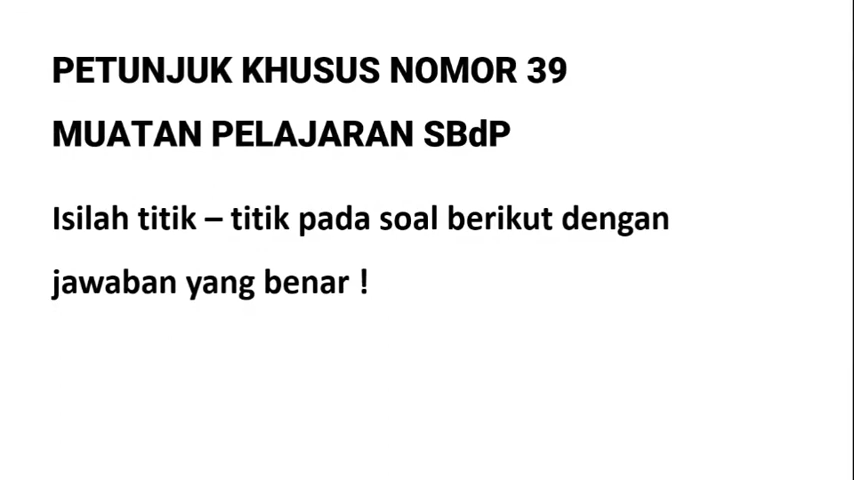 PETUNJUK KHUSUS NOMOR 39
MUATAN PELAJARAN SBdP
Isilah titik – titik pada soal berikut dengan
jawaban yang benar !